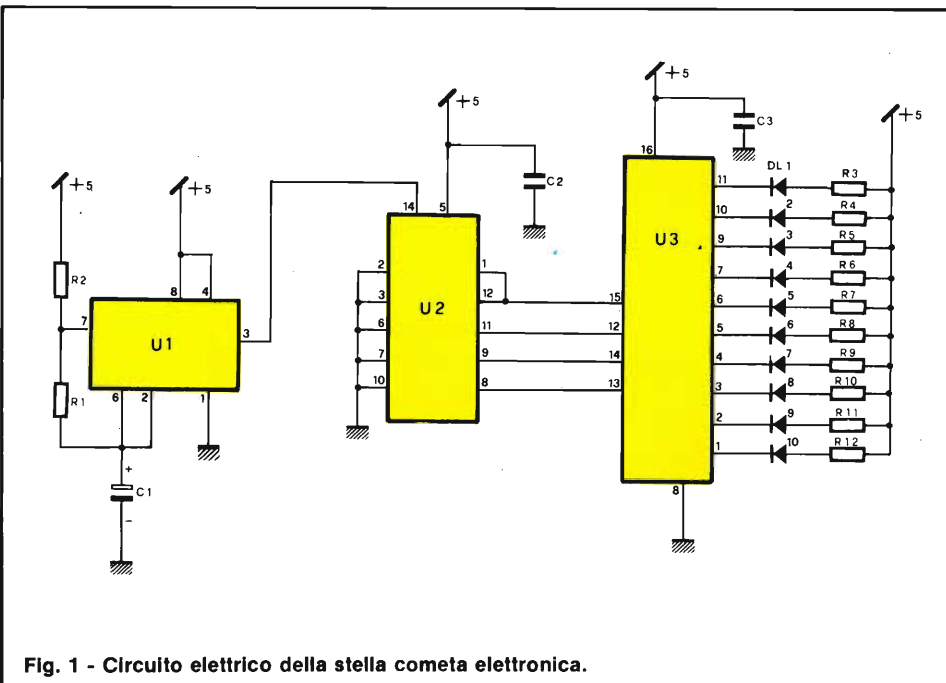 +5
+5
+5
+5
+5
C3
16
C2
14
5
R2
8
4
7
U1
3
R1
6
2
1
+
C1
-
2
3
6
7
10
U2
1
12
11
9
8
15
12
14
13
U3
8
11
DL 1
R3
10
2
R4
9
3
R5
7
4
R6
6
5
R7
5
6
R8
4
7
R9
3
8
R10
2
9
R11
1
10
R12
Fig. 1 - Circuito elettrico della stella cometa elettronica.